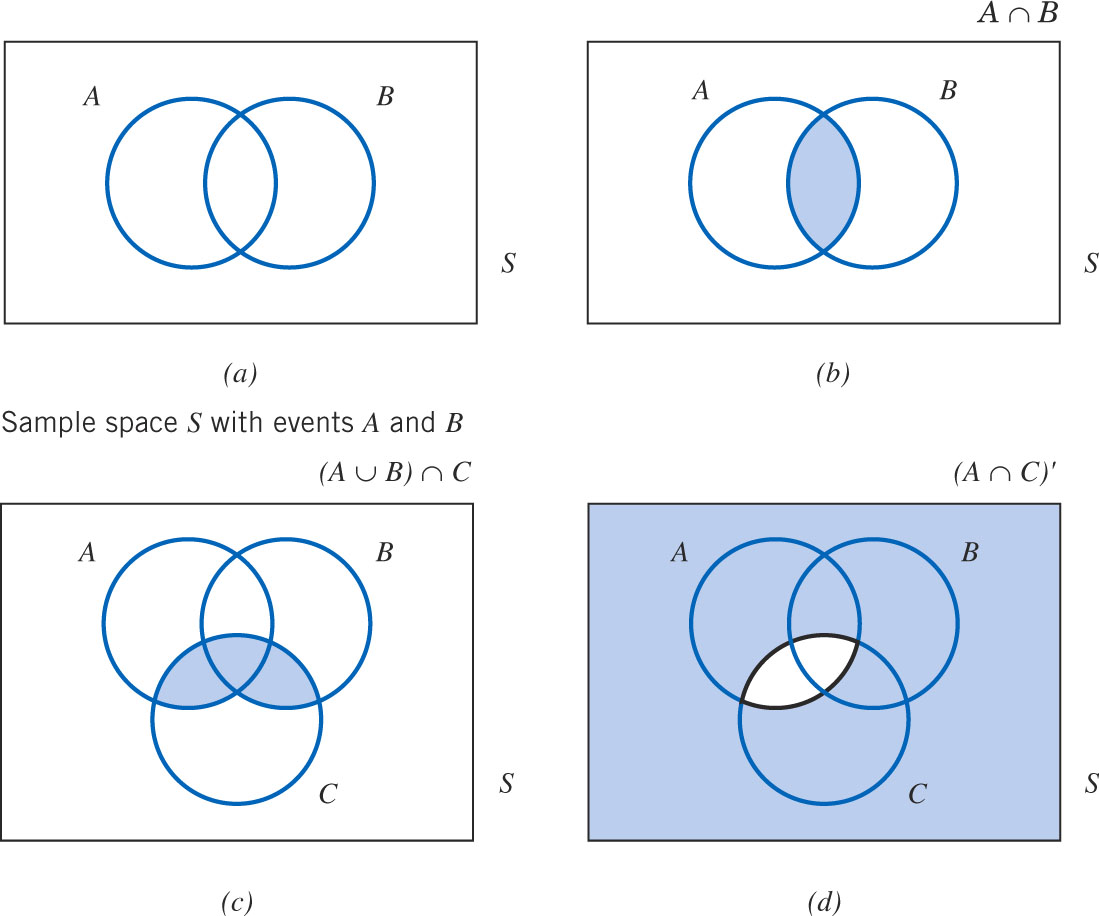 A ∩ B
A B
S
(a)
A B
S
(b)
Sample space S with events A and B
(A ∪ B) ∩ C
A B
C
S
(c)
(A ∩ C)′
A B
C
S
(d)